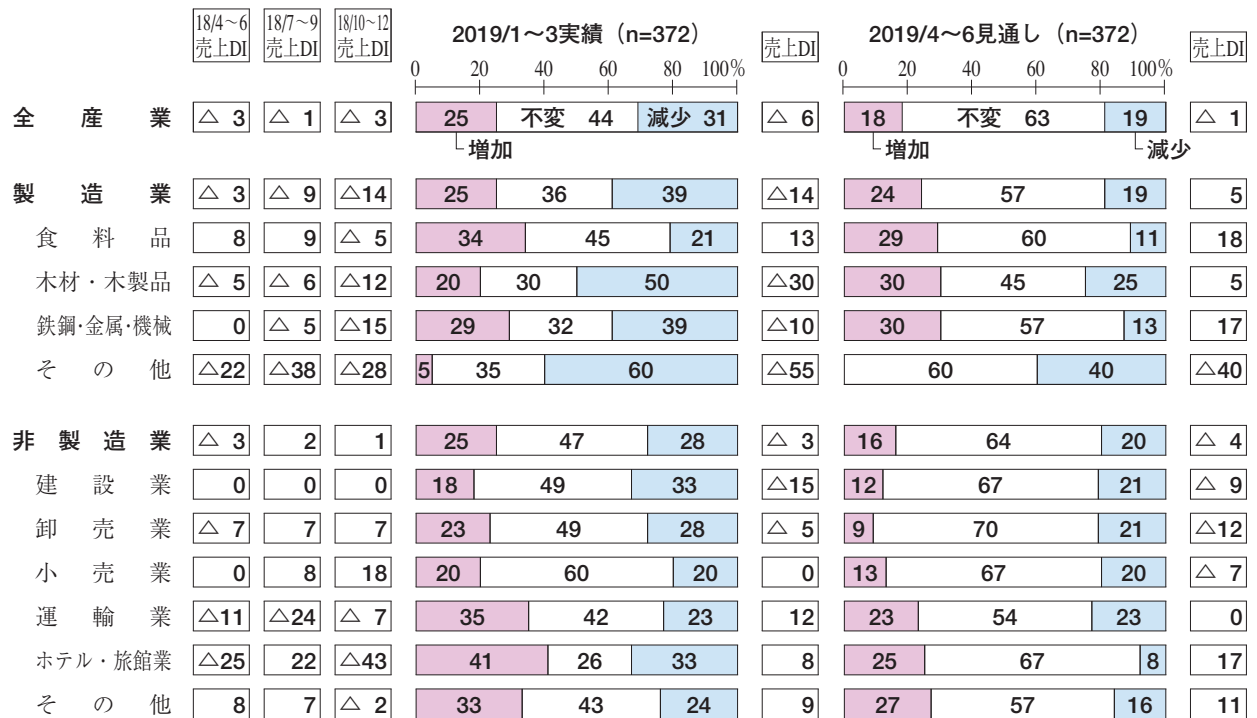 18/4～6 売上DI 18/7～9 売上DI 18/10～12 売上DI 2019/1～3実績（n=372） 売上DI 2019/4～6見通し（n=372） 売上DI
0 20 40 60 80 100% 0 20 40 60 80 100%
全産業 △ 3 △ 1 △ 3 25 不変 44 減少 31 △ 6 18 不変 63 19 △ 1
増加 増加 減少
製造業 △ 3 △ 9 △14 25 36 39 △14 24 57 19 5
食料品 8 9 △ 5 34 45 21 13 29 60 11 18
木材・木製品 △ 5 △ 6 △12 20 30 50 △30 30 45 25 5
鉄鋼・金属・機械 0 △ 5 △15 29 32 39 △10 30 57 13 17
その他 △22 △38 △28 5 35 60 △55 60 40 △40
非製造業 △ 3 2 1 25 47 28 △ 3 16 64 20 △ 4
建設業 0 0 0 18 49 33 △15 12 67 21 △ 9
卸売業 △ 7 7 7 23 49 28 △ 5 9 70 21 △12
小売業 0 8 18 20 60 20 0 13 67 20 △ 7
運輸業 △11 △24 △ 7 35 42 23 12 23 54 23 0
ホテル・旅館業 △25 22 △43 41 26 33 8 25 67 8 17
その他 8 7 △ 2 33 43 24 9 27 57 16 11